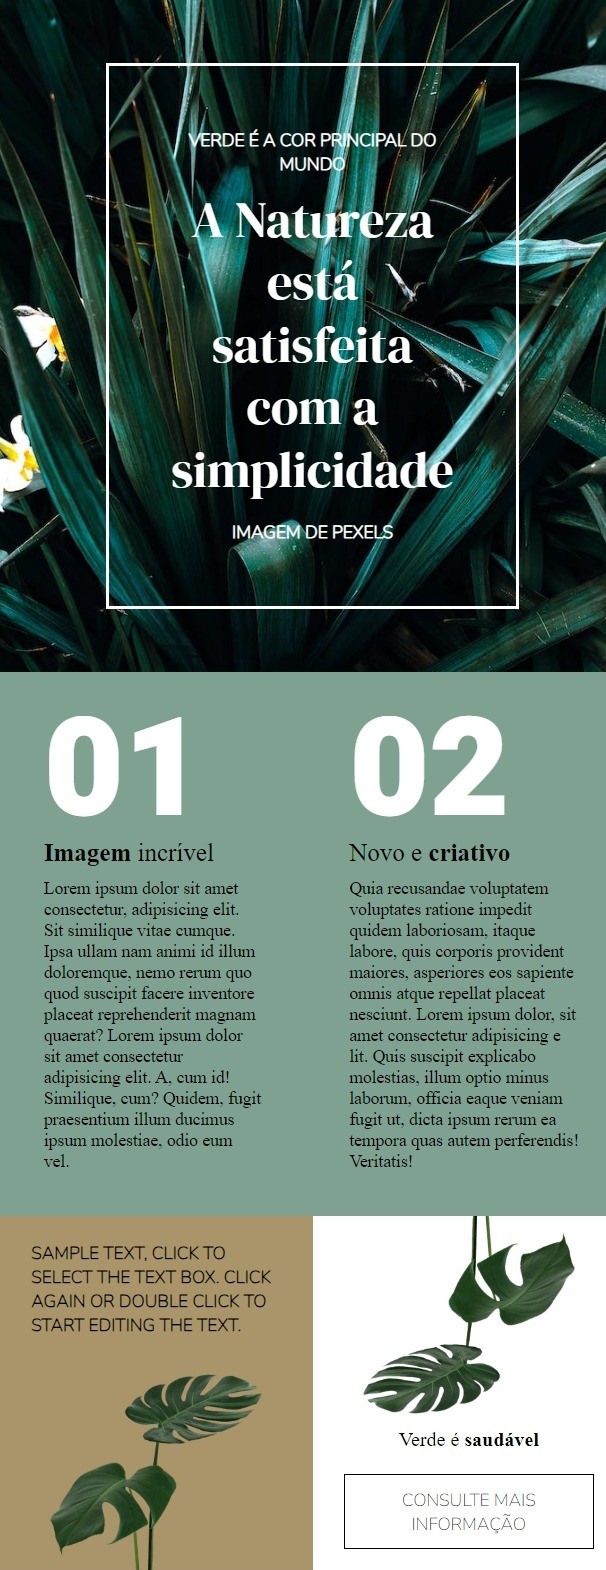 VERDE É A COR PRINCIPAL DO
MUNDO
A Natureza
está
satisfeita
com a
simplicidade
IMAGEM DE PEXELS
01
Imagem incrível
Lorem ipsum dolor sit amet
consectetur, adipisicing elit.
Sit similique vitae cumque.
Ipsa ullam nam animi id illum
doloremque, nemo rerum quo
quod suscipit facere inventore
placeat reprehenderit magnam
quaerat? Lorem ipsum dolor
sit amet consectetur
adipisicing elit. A, cum id!
Similique, cum? Quidem, fugit
praesentium illum ducimus
ipsum molestiae, odio eum
vel.
02
Novo e criativo
Quia recusandae voluptatem
voluptates ratione impedit
quidem laboriosam, itaque
labore, quis corporis provident
maiores, asperiores eos sapiente
omnis atque repellat placeat
nesciunt. Lorem ipsum dolor, sit
amet consectetur adipisicing e
lit. Quis suscipit explicabo
molestias, illum optio minus
laborum, officia eaque veniam
fugit ut, dicta ipsum rerum ea
tempora quas autem perferendis!
Veritatis!
SAMPLE TEXT, CLICK TO
SELECT THE TEXT BOX. CLICK
AGAIN OR DOUBLE CLICK TO
START EDITING THE TEXT.
Verde é saudável
CONSULTE MAIS
INFORMAÇÃO